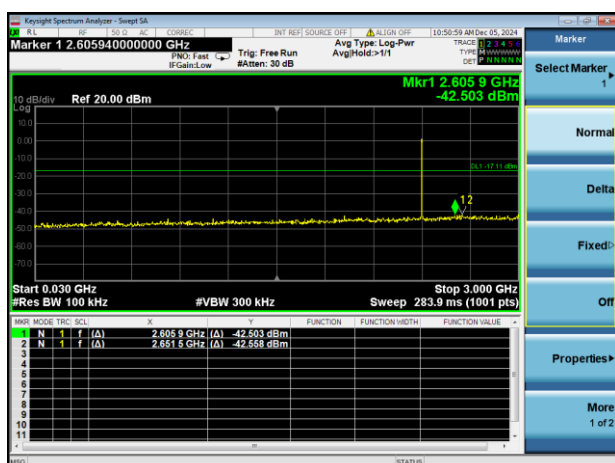 Keysight Spectrum Analyzer - Swept SA
RL RF 50 Ω AC CORREC INT REF SOURCE OFF ALIGN OFF 10:50:59 AM Dec 05, 2024
Marker 1 2.605940000000 GHz
PNO: Fast
IFGain:Low
Trig: Free Run
#Atten: 30 dB
Avg Type: Log-Pwr
Avg|Hold:>1/1
TRACE 1 2 3 4 5 6
TYPE M W W W W W
DET P N N N N N
Mkr1 2.605 9 GHz
-42.503 dBm
10 dB/div Ref 20.00 dBm
Log
10.0
0.00
-10.0
-20.0
-30.0
-40.0
-50.0
-60.0
-70.0
DL1 -17.11 dBm
1 2
Start 0.030 GHz
#Res BW 100 kHz
#VBW 300 kHz
Stop 3.000 GHz
Sweep 283.9 ms (1001 pts)
MKR MODE TRC SCL X Y FUNCTION FUNCTION WIDTH FUNCTION VALUE
1 N 1 f (Δ) 2.605 9 GHz (Δ) -42.503 dBm
2 N 1 f (Δ) 2.651 5 GHz (Δ) -42.558 dBm
3
4
5
6
7
8
9
10
11
MSG STATUS
Marker
Select Marker
1
Normal
Delta
Fixed
Off
Properties
More
1 of 2